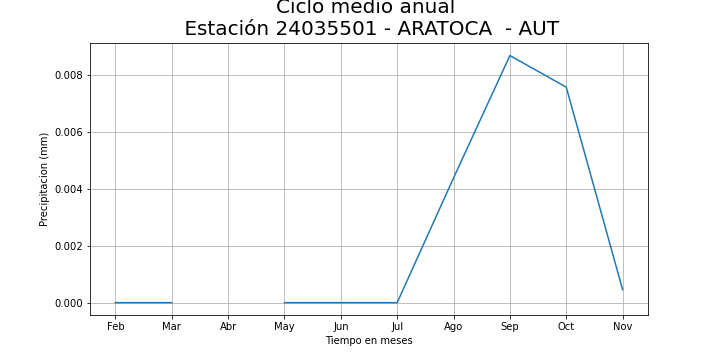 Ciclo medio anual
Estación 24035501 - ARATOCA  - AUT
Precipitacion (mm)
0.008
0.006
0.004
0.002
0.000
Feb Mar Abr May Jun Jul Ago Sep Oct Nov
Tiempo en meses